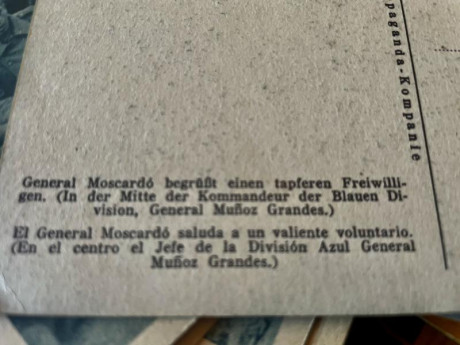 paganda-Kompanie
General Moscardó begrüßt einen tapferen Freiwilli-
gen. (In der Mitte der Kommandeur der Blauen Di-
vision, General Muñoz Grandes.)
El General Moscardó saluda a un valiente voluntario.
(En el centro el Jefe de la División Azul General
Muñoz Grandes.)